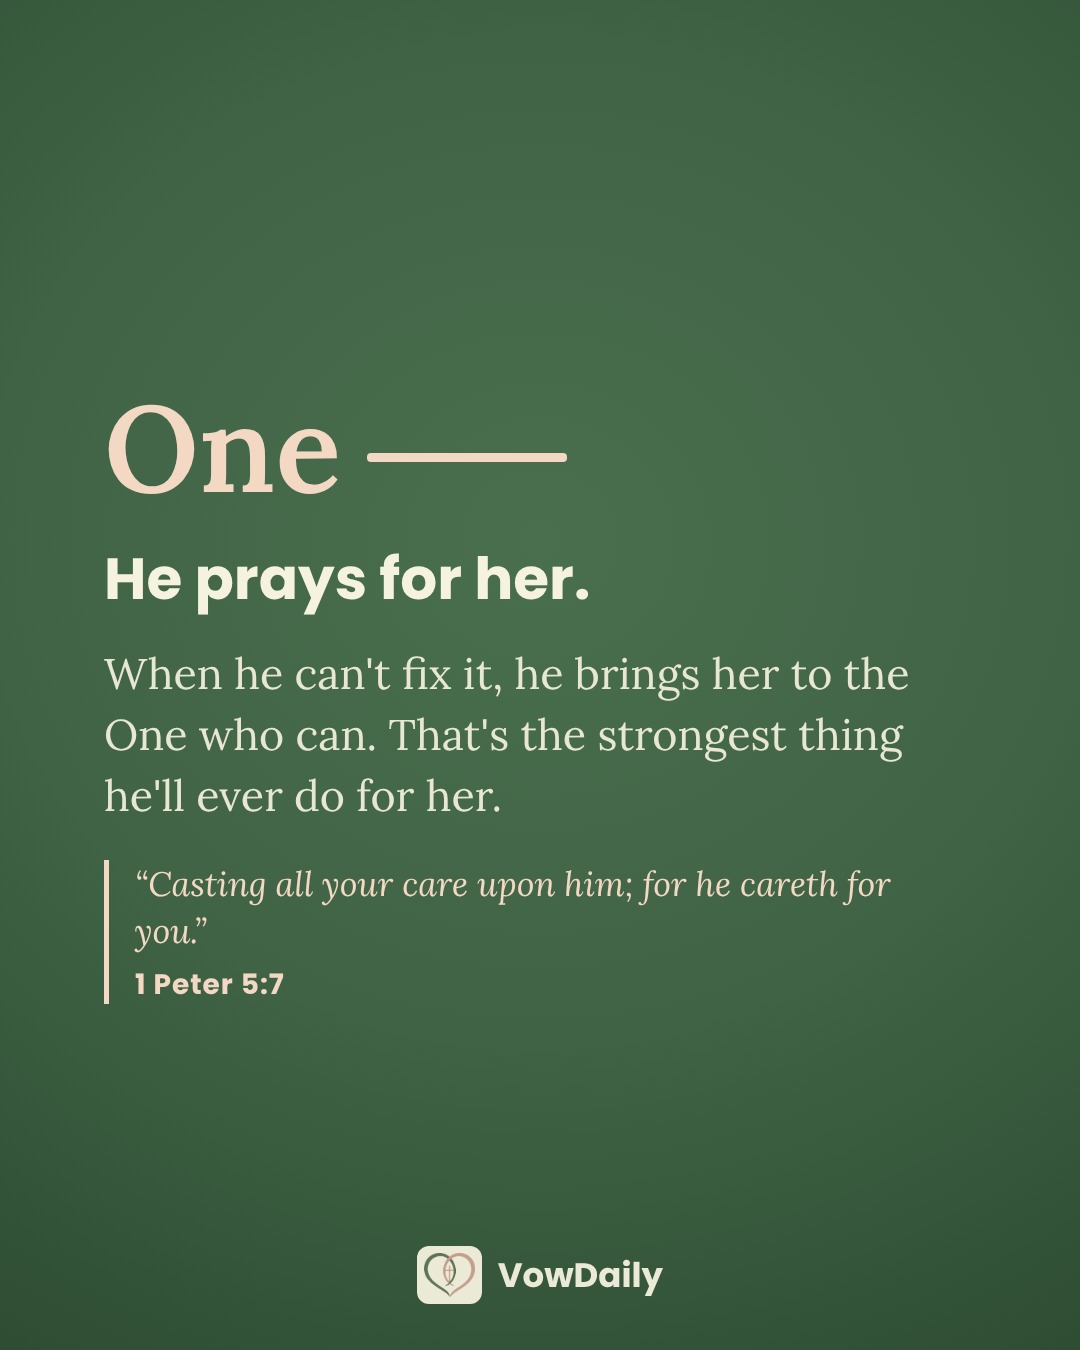 One —
He prays for her.
When he can't fix it, he brings her to the
One who can. That's the strongest thing
he'll ever do for her.
“Casting all your care upon him; for he careth for
you.”
1 Peter 5:7
VowDaily